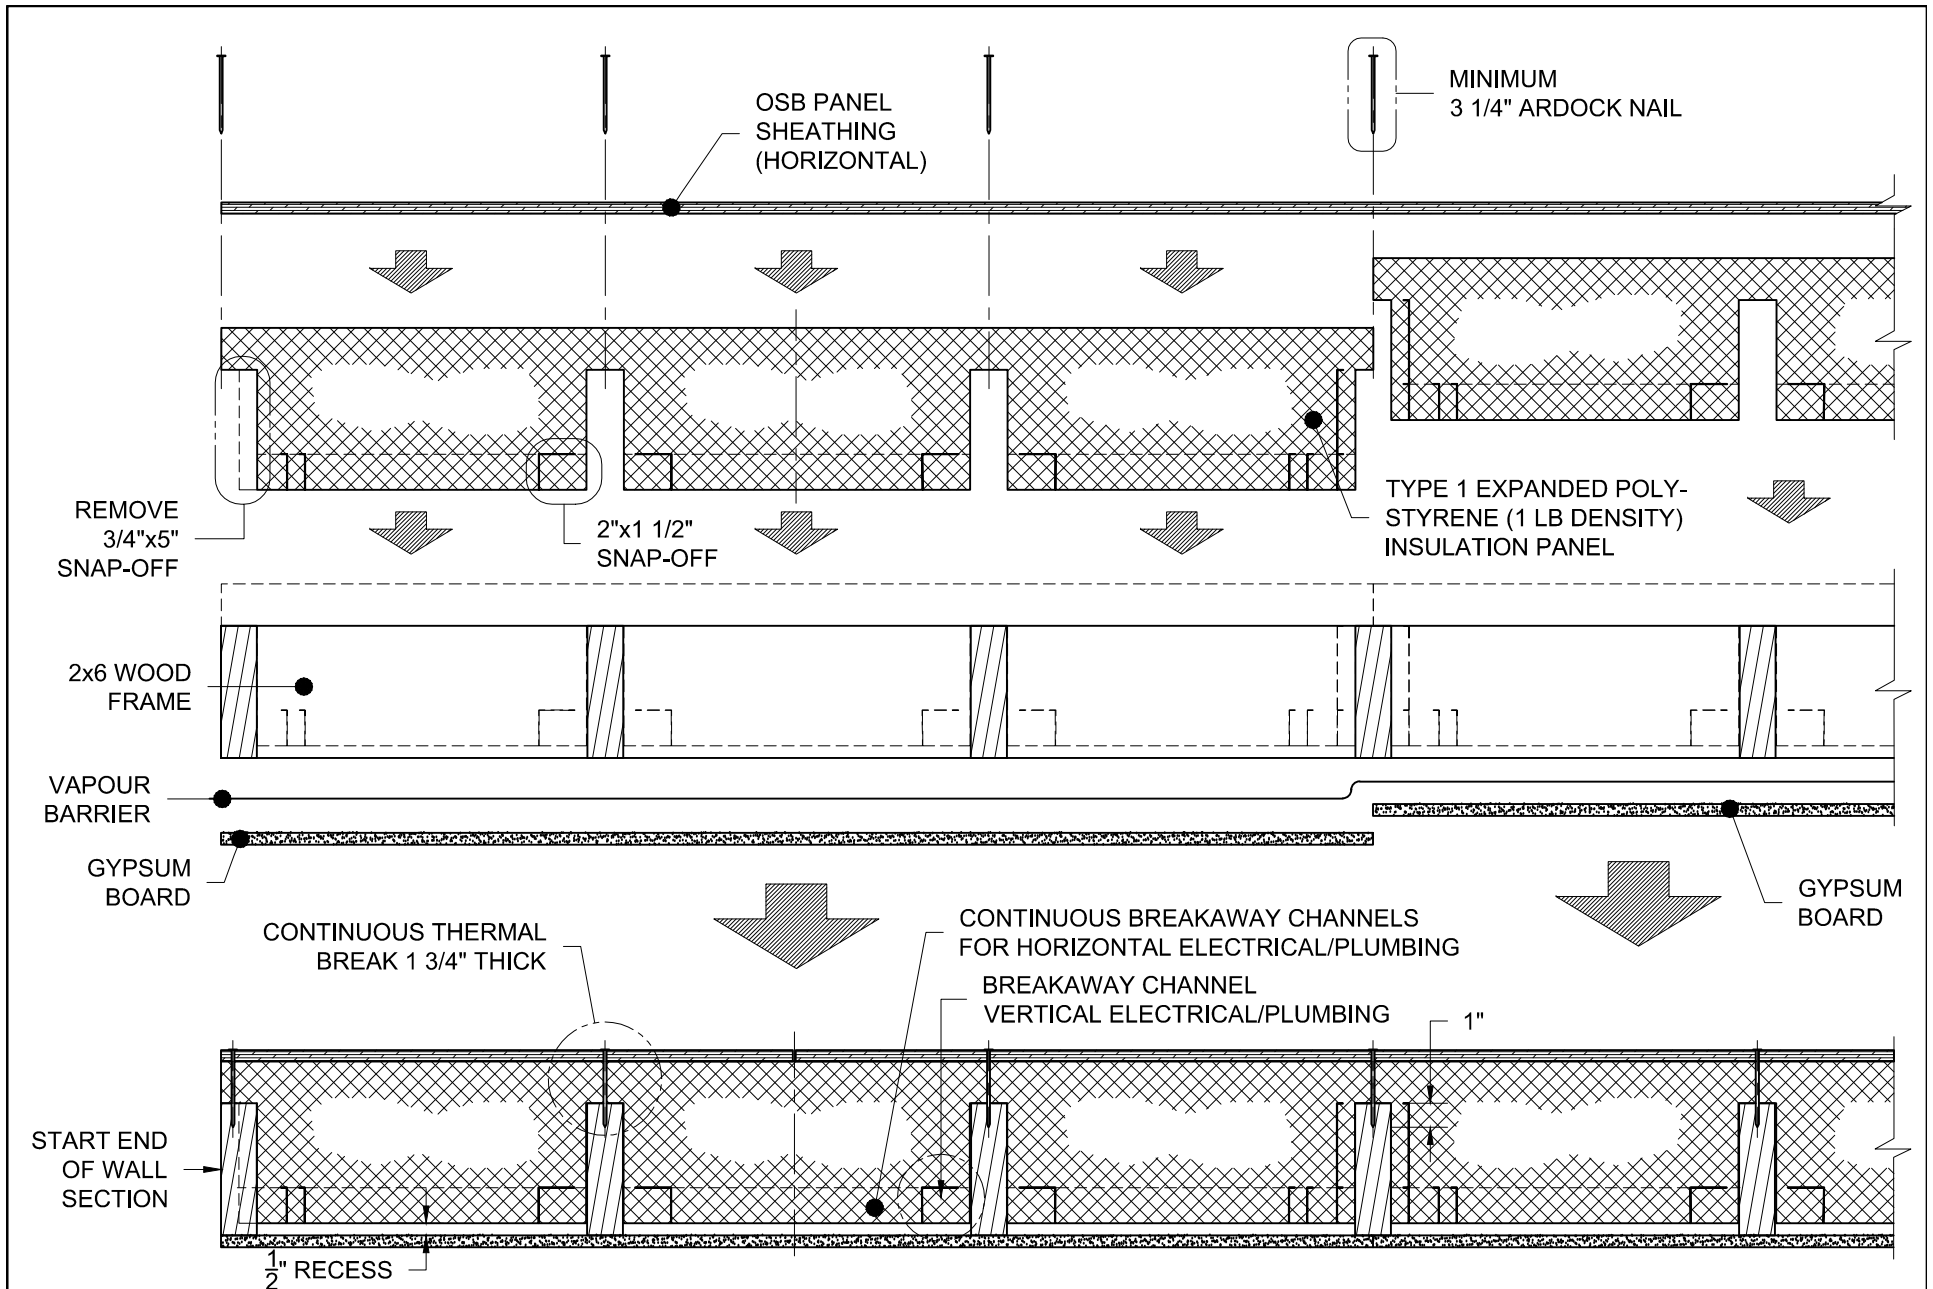 OSB PANEL
SHEATHING
(HORIZONTAL)
MINIMUM
3 1/4" ARDOCK NAIL
REMOVE
3/4"x5"
SNAP-OFF
2"x1 1/2"
SNAP-OFF
TYPE 1 EXPANDED POLY-
STYRENE (1 LB DENSITY)
INSULATION PANEL
2x6 WOOD
FRAME
VAPOUR
BARRIER
GYPSUM
BOARD
GYPSUM
BOARD
CONTINUOUS THERMAL
BREAK 1 3/4" THICK
CONTINUOUS BREAKAWAY CHANNELS
FOR HORIZONTAL ELECTRICAL/PLUMBING
BREAKAWAY CHANNEL
VERTICAL ELECTRICAL/PLUMBING
1"
START END
OF WALL
SECTION
1/2" RECESS